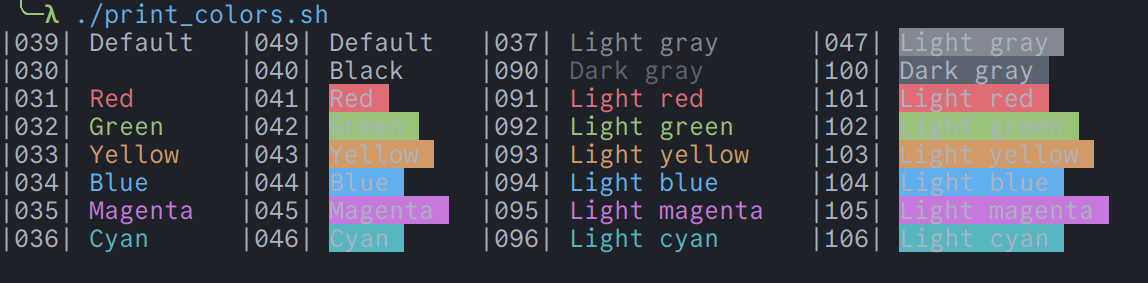 λ ./print_colors.sh
|039| Default |049| Default |037| Light gray |047| Light gray
|030| |040| Black |090| Dark gray |100| Dark gray
|031| Red |041| Red |091| Light red |101| Light red
|032| Green |042| Green |092| Light green |102| Light green
|033| Yellow |043| Yellow |093| Light yellow |103| Light yellow
|034| Blue |044| Blue |094| Light blue |104| Light blue
|035| Magenta |045| Magenta |095| Light magenta |105| Light magenta
|036| Cyan |046| Cyan |096| Light cyan |106| Light cyan